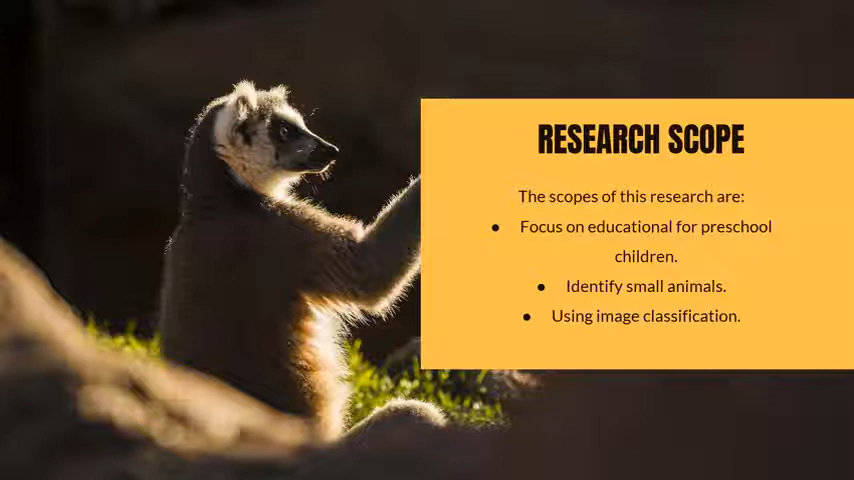 RESEARCH SCOPE
The scopes of this research are:
● Focus on educational for preschool
children.
● Identify small animals.
● Using image classification.